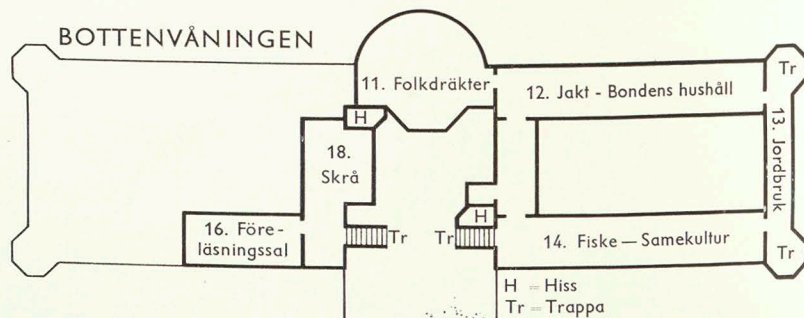 BOTTENVÅNINGEN
11. Folkdräkter
12. Jakt - Bondens hushåll
Tr
13. Jordbruk
H
18.
Skrå
16. Före-
läsningssal
Tr
Tr
H
14. Fiske — Samekultur
Tr
H = Hiss
Tr = Trappa